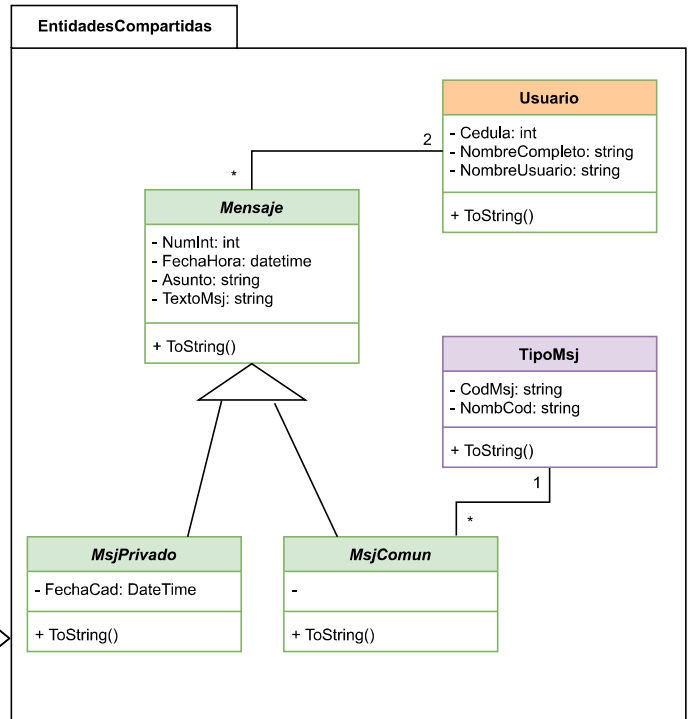 EntidadesCompartidas
Usuario
- Cedula: int
- NombreCompleto: string
- NombreUsuario: string
+ ToString()
2
*
Mensaje
- NumInt: int
- FechaHora: datetime
- Asunto: string
- TextoMsj: string
+ ToString()
TipoMsj
- CodMsj: string
- NombCod: string
+ ToString()
1
*
MsjPrivado
- FechaCad: DateTime
+ ToString()
MsjComun
-
+ ToString()